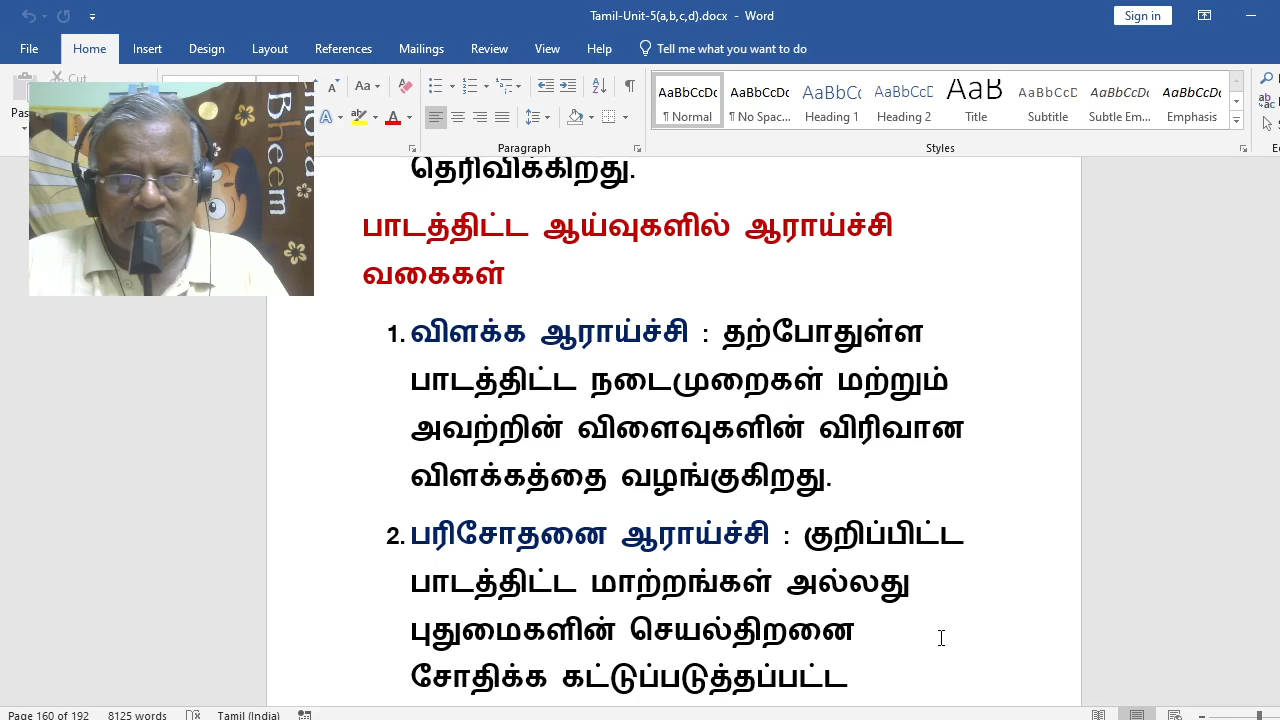 Tamil-Unit-5(a,b,c,d).docx - Word
Sign in
File Home Insert Design Layout References Mailings Review View Help Tell me what you want to do
Cut
Aa
AaBbCcDc AaBbCcDc AaBbCc AaBbCcD AaB AaBbCcD AaBbCcDc AaBbCcDc
¶ Normal ¶ No Spac... Heading 1 Heading 2 Title Subtitle Subtle Em... Emphasis
Paragraph Styles
Bheem
தெரிவிக்கிறது.
பாடத்திட்ட ஆய்வுகளில் ஆராய்ச்சி
வகைகள்
1. விளக்க ஆராய்ச்சி : தற்போதுள்ள
பாடத்திட்ட நடைமுறைகள் மற்றும்
அவற்றின் விளைவுகளின் விரிவான
விளக்கத்தை வழங்குகிறது.
2. பரிசோதனை ஆராய்ச்சி : குறிப்பிட்ட
பாடத்திட்ட மாற்றங்கள் அல்லது
புதுமைகளின் செயல்திறனை
சோதிக்க கட்டுப்படுத்தப்பட்ட
Page 160 of 192 8125 words Tamil (India)